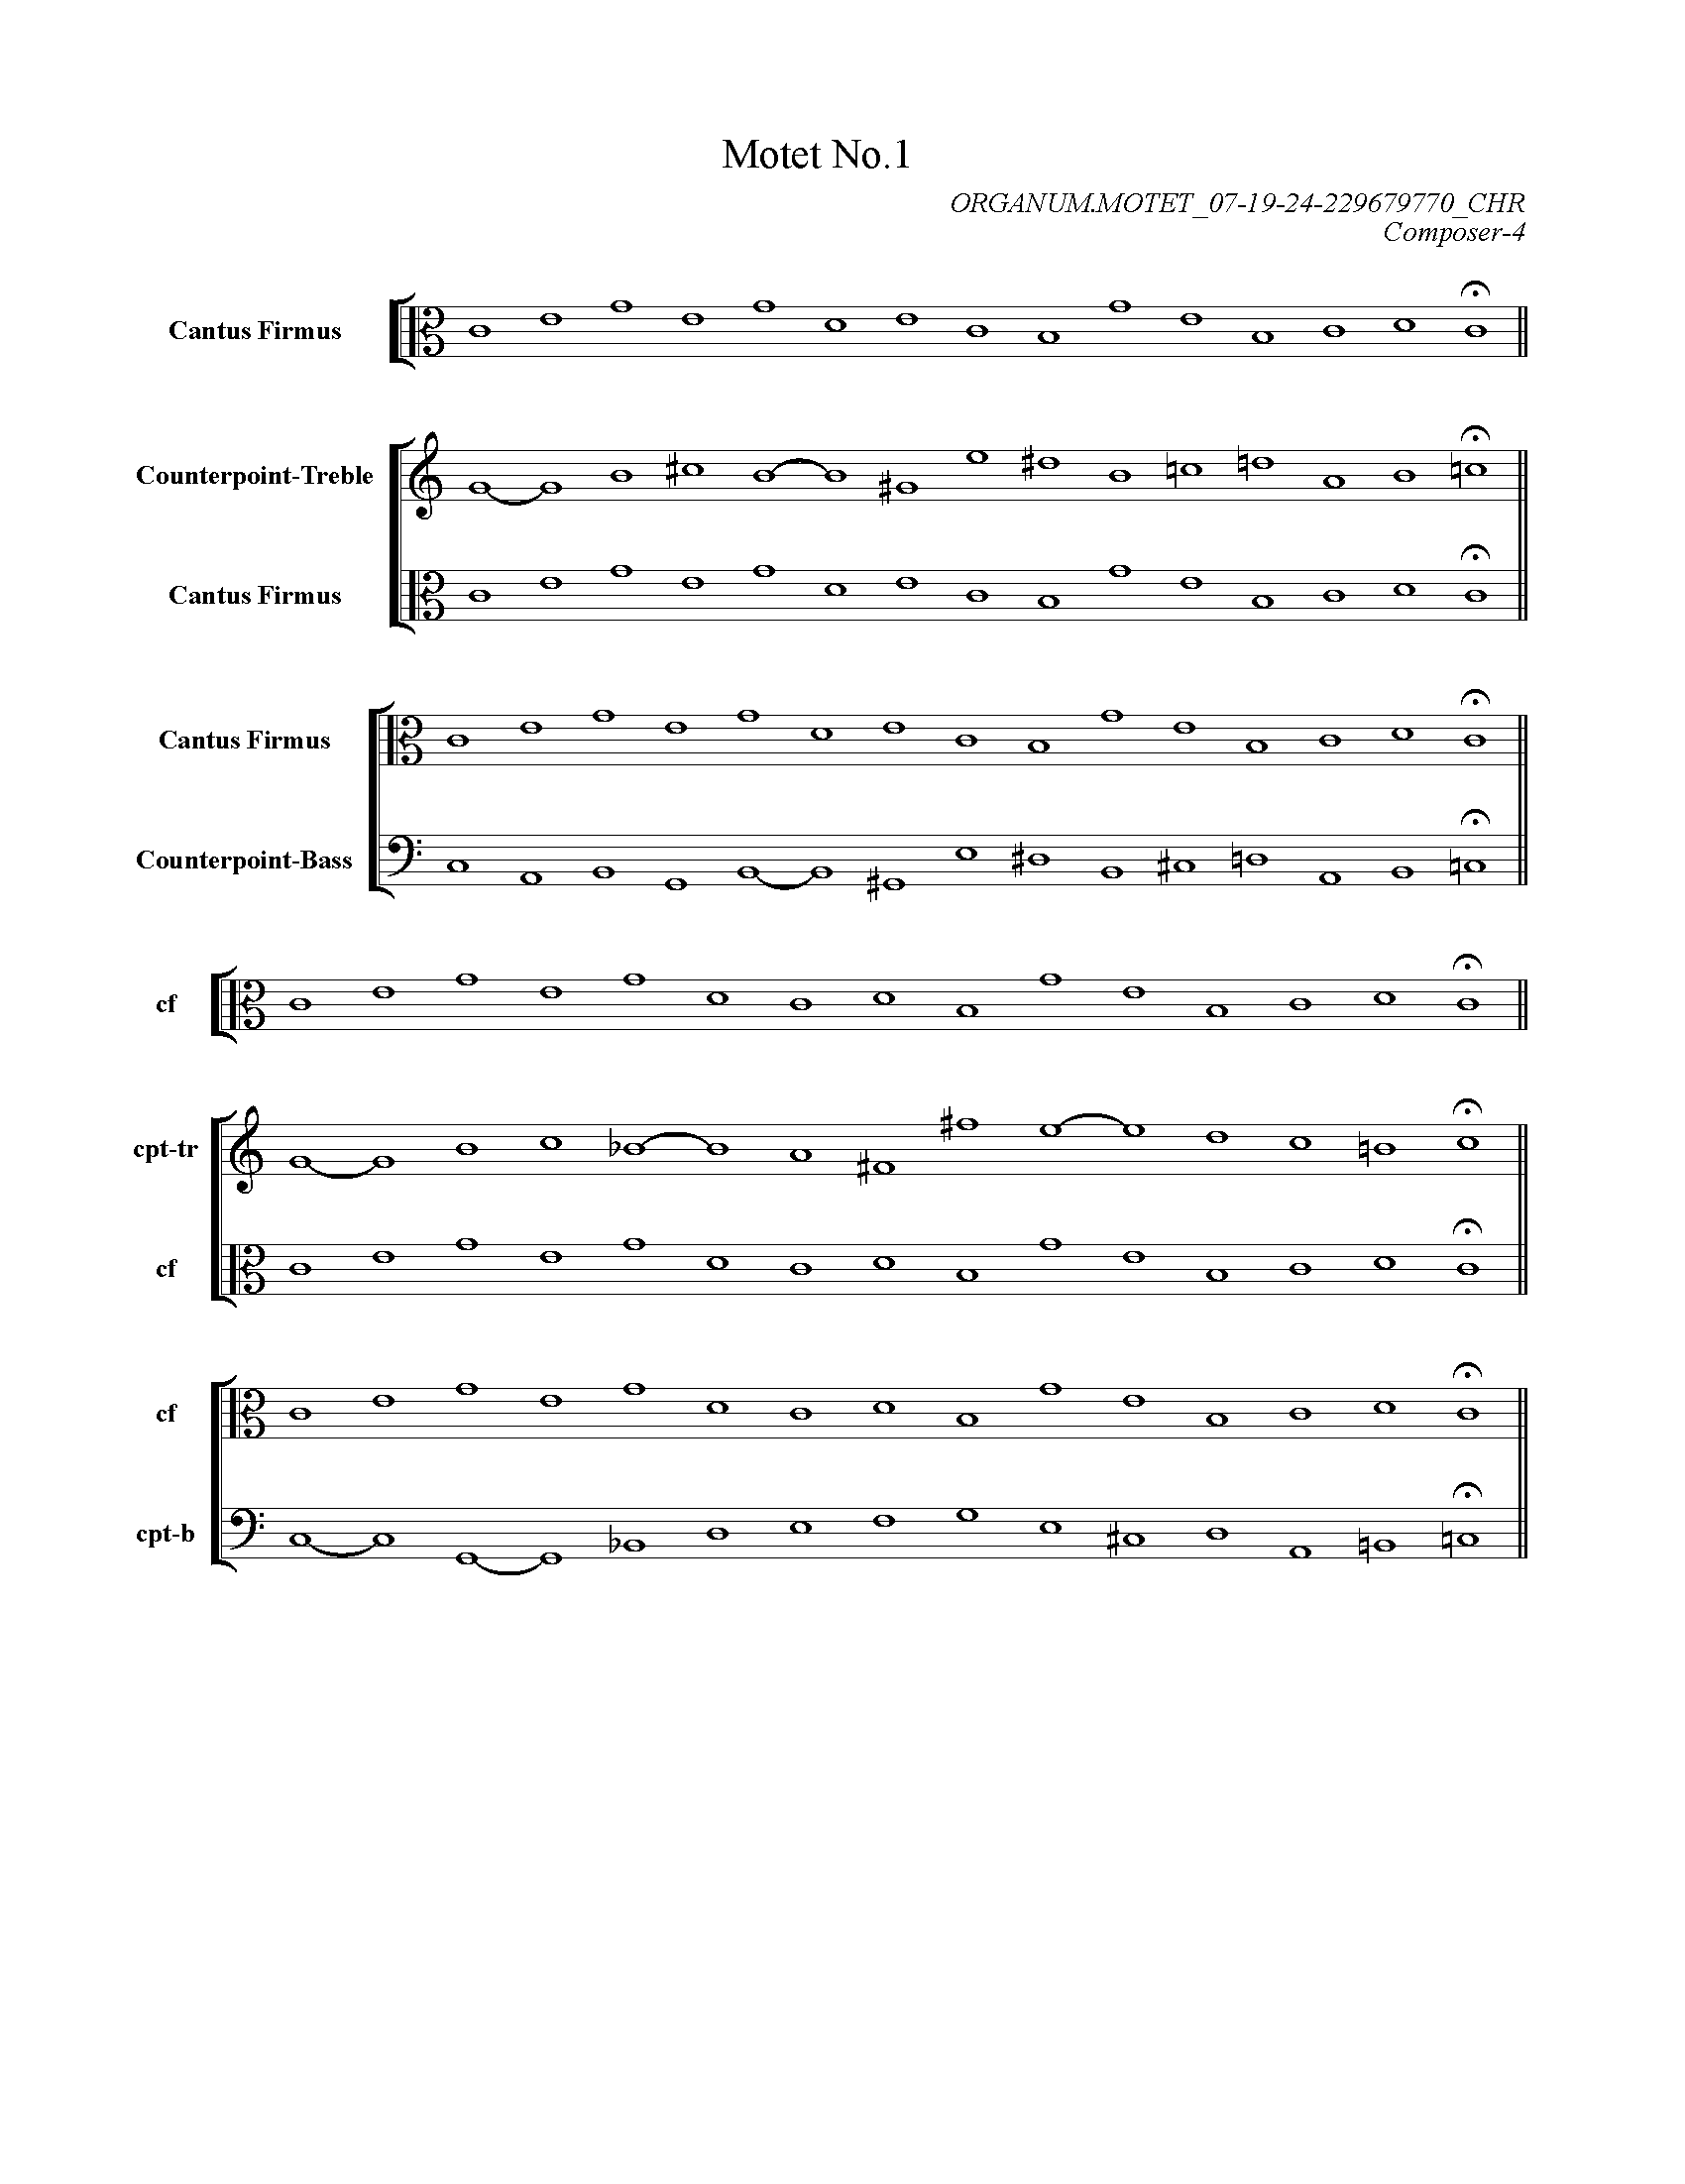 Motet No.1
ORGANUM.MOTET_07-19-24-229679770_CHR
Composer-4
Cantus Firmus
Counterpoint-Treble
Cantus Firmus
Cantus Firmus
Counterpoint-Bass
cf
cpt-tr
cf
cf
cpt-b